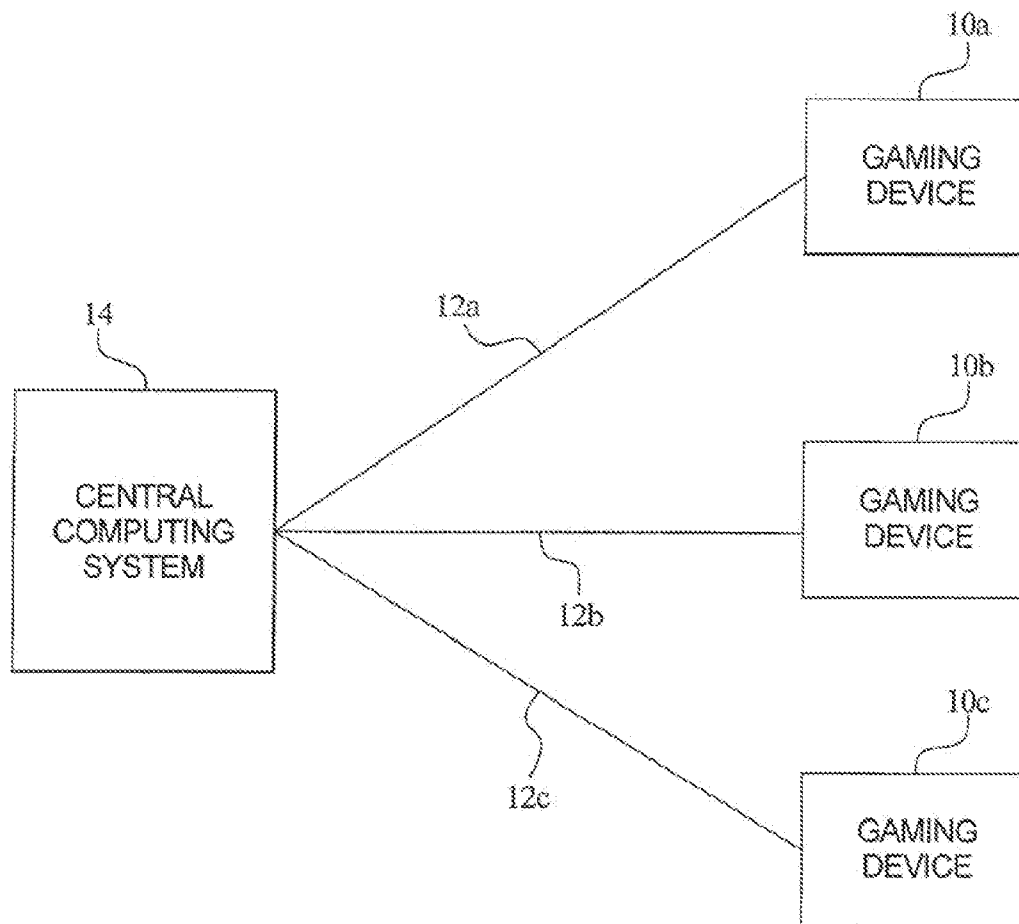 10a
GAMING
DEVICE
12a
14
10b
CENTRAL
COMPUTING
SYSTEM
GAMING
DEVICE
12b
10c
12c
GAMING
DEVICE